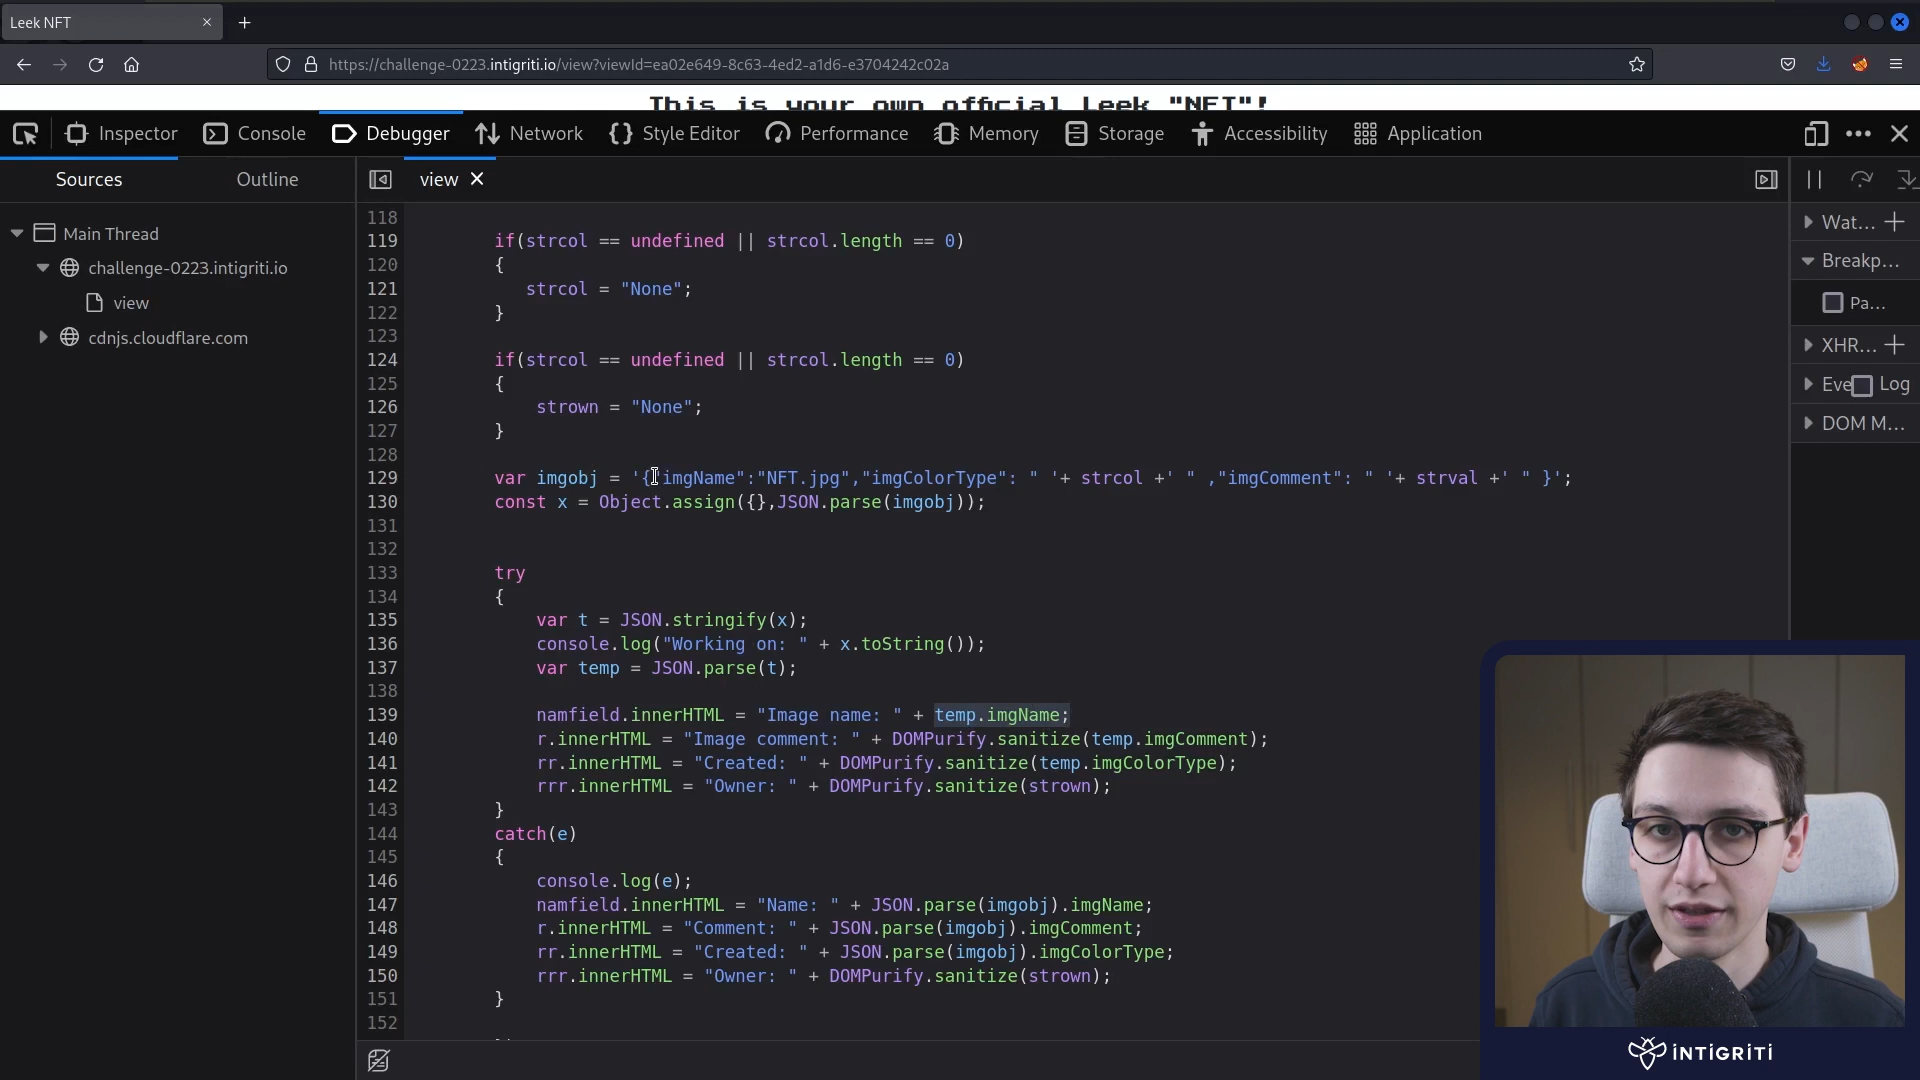 Leek NFT
https://challenge-0223.intigriti.io/view?viewId=ea02e649-8c63-4ed2-a1d6-e3704242c02a
This is your own official Leek "NFT"!
Inspector Console Debugger Network Style Editor Performance Memory Storage Accessibility Application
Sources Outline
view
Main Thread
challenge-0223.intigriti.io
view
cdnjs.cloudflare.com
118
119 if(strcol == undefined || strcol.length == 0)
120 {
121 strcol = "None";
122 }
123
124 if(strcol == undefined || strcol.length == 0)
125 {
126 strown = "None";
127 }
128
129 var imgobj = '{"imgName":"NFT.jpg","imgColorType": " '+ strcol +' " ,"imgComment": " '+ strval +' " }';
130 const x = Object.assign({},JSON.parse(imgobj));
131
132
133 try
134 {
135 var t = JSON.stringify(x);
136 console.log("Working on: " + x.toString());
137 var temp = JSON.parse(t);
138
139 namfield.innerHTML = "Image name: " + temp.imgName;
140 r.innerHTML = "Image comment: " + DOMPurify.sanitize(temp.imgComment);
141 rr.innerHTML = "Created: " + DOMPurify.sanitize(temp.imgColorType);
142 rrr.innerHTML = "Owner: " + DOMPurify.sanitize(strown);
143 }
144 catch(e)
145 {
146 console.log(e);
147 namfield.innerHTML = "Name: " + JSON.parse(imgobj).imgName;
148 r.innerHTML = "Comment: " + JSON.parse(imgobj).imgComment;
149 rr.innerHTML = "Created: " + JSON.parse(imgobj).imgColorType;
150 rrr.innerHTML = "Owner: " + DOMPurify.sanitize(strown);
151 }
152
Wat...
Breakp...
Pa...
XHR...
Eve Log
DOM M...
INTIGRITI